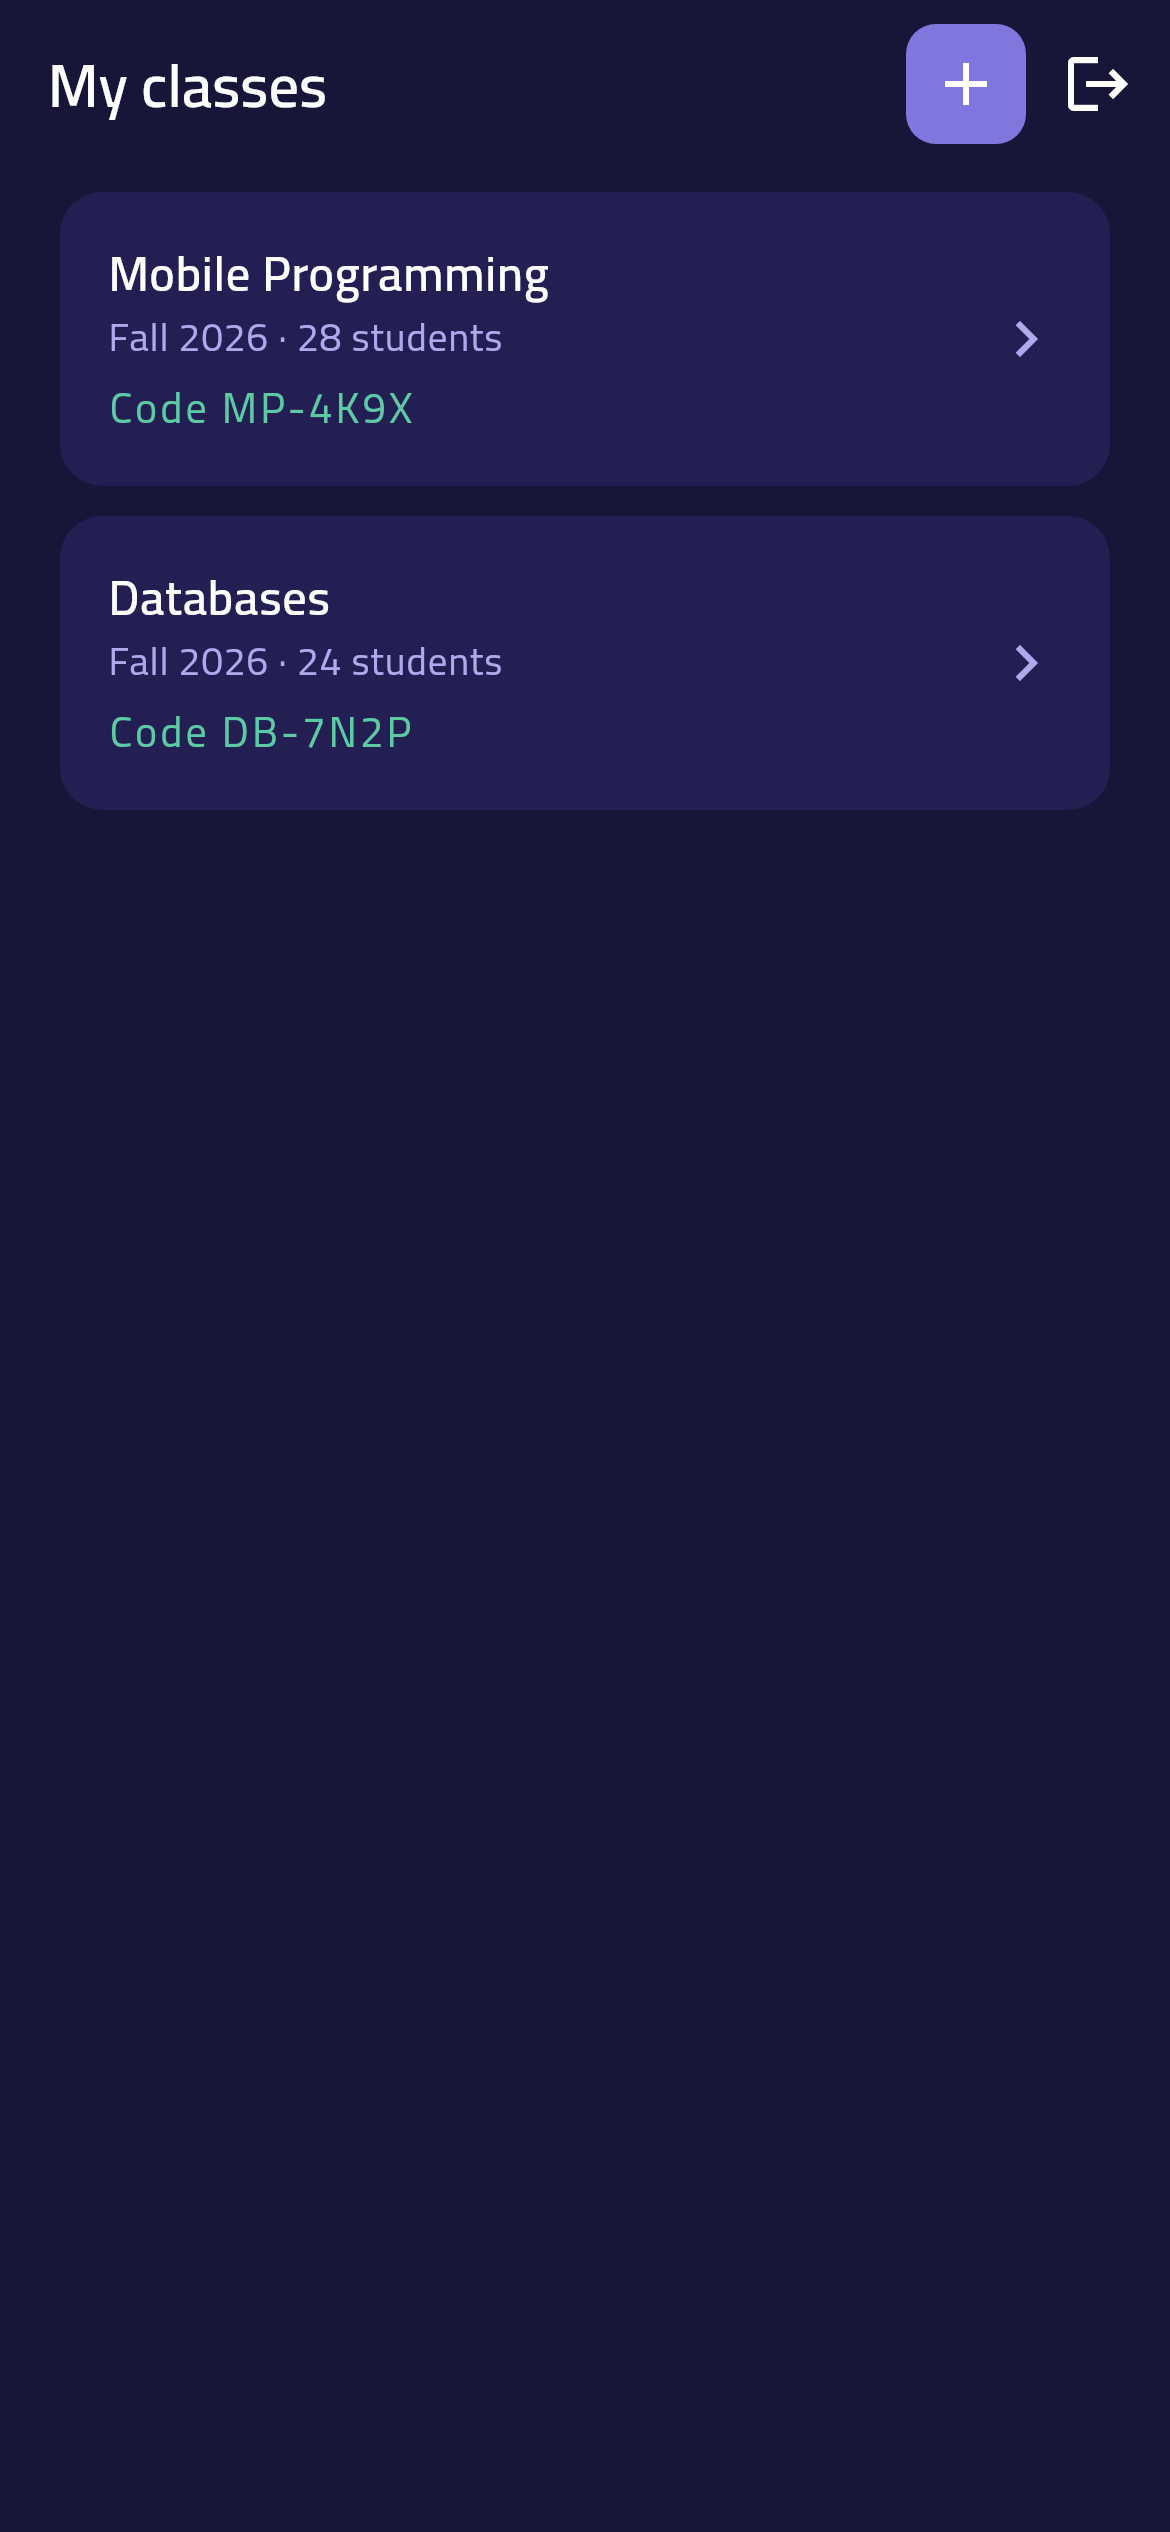 My classes
Mobile Programming
Fall 2026 · 28 students
Code MP-4K9X
Databases
Fall 2026 · 24 students
Code DB-7N2P